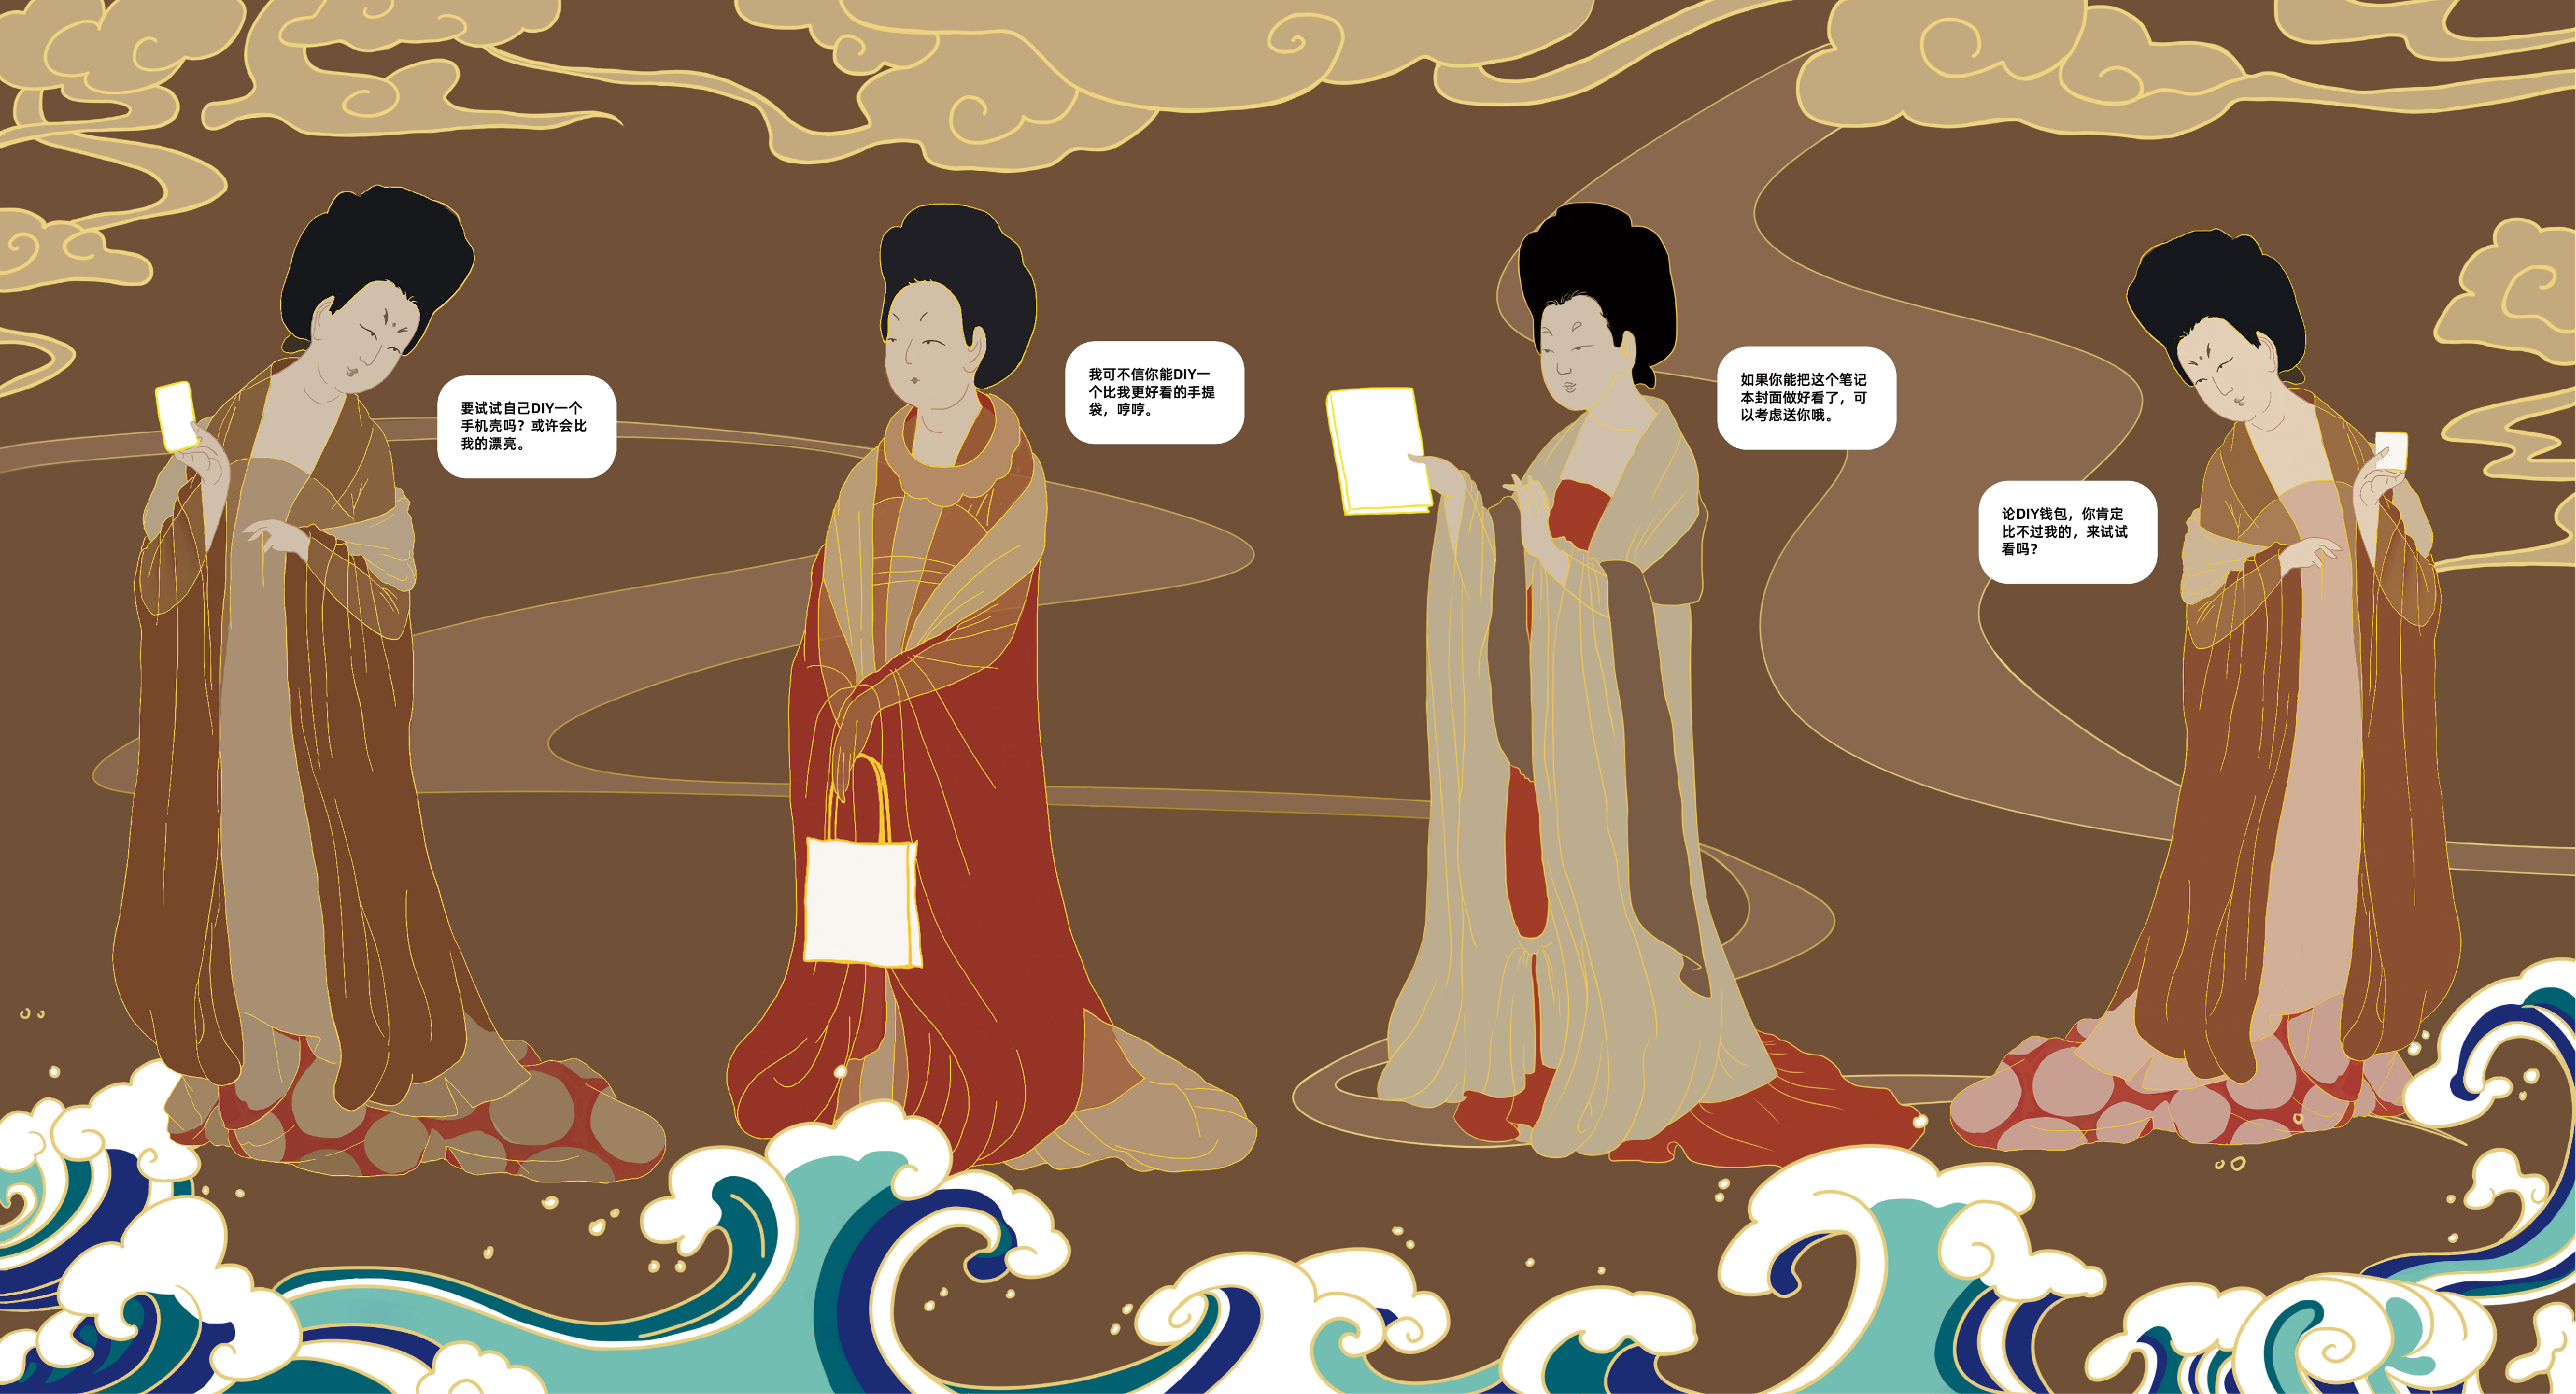 要试试自己DIY一个
手机壳吗？或许会比
我的漂亮。
我可不信你能DIY一
个比我更好看的手提
袋，哼哼。
如果你能把这个笔记
本封面做好看了，可
以考虑送你哦。
论DIY钱包，你肯定
比不过我的，来试试
看吗？